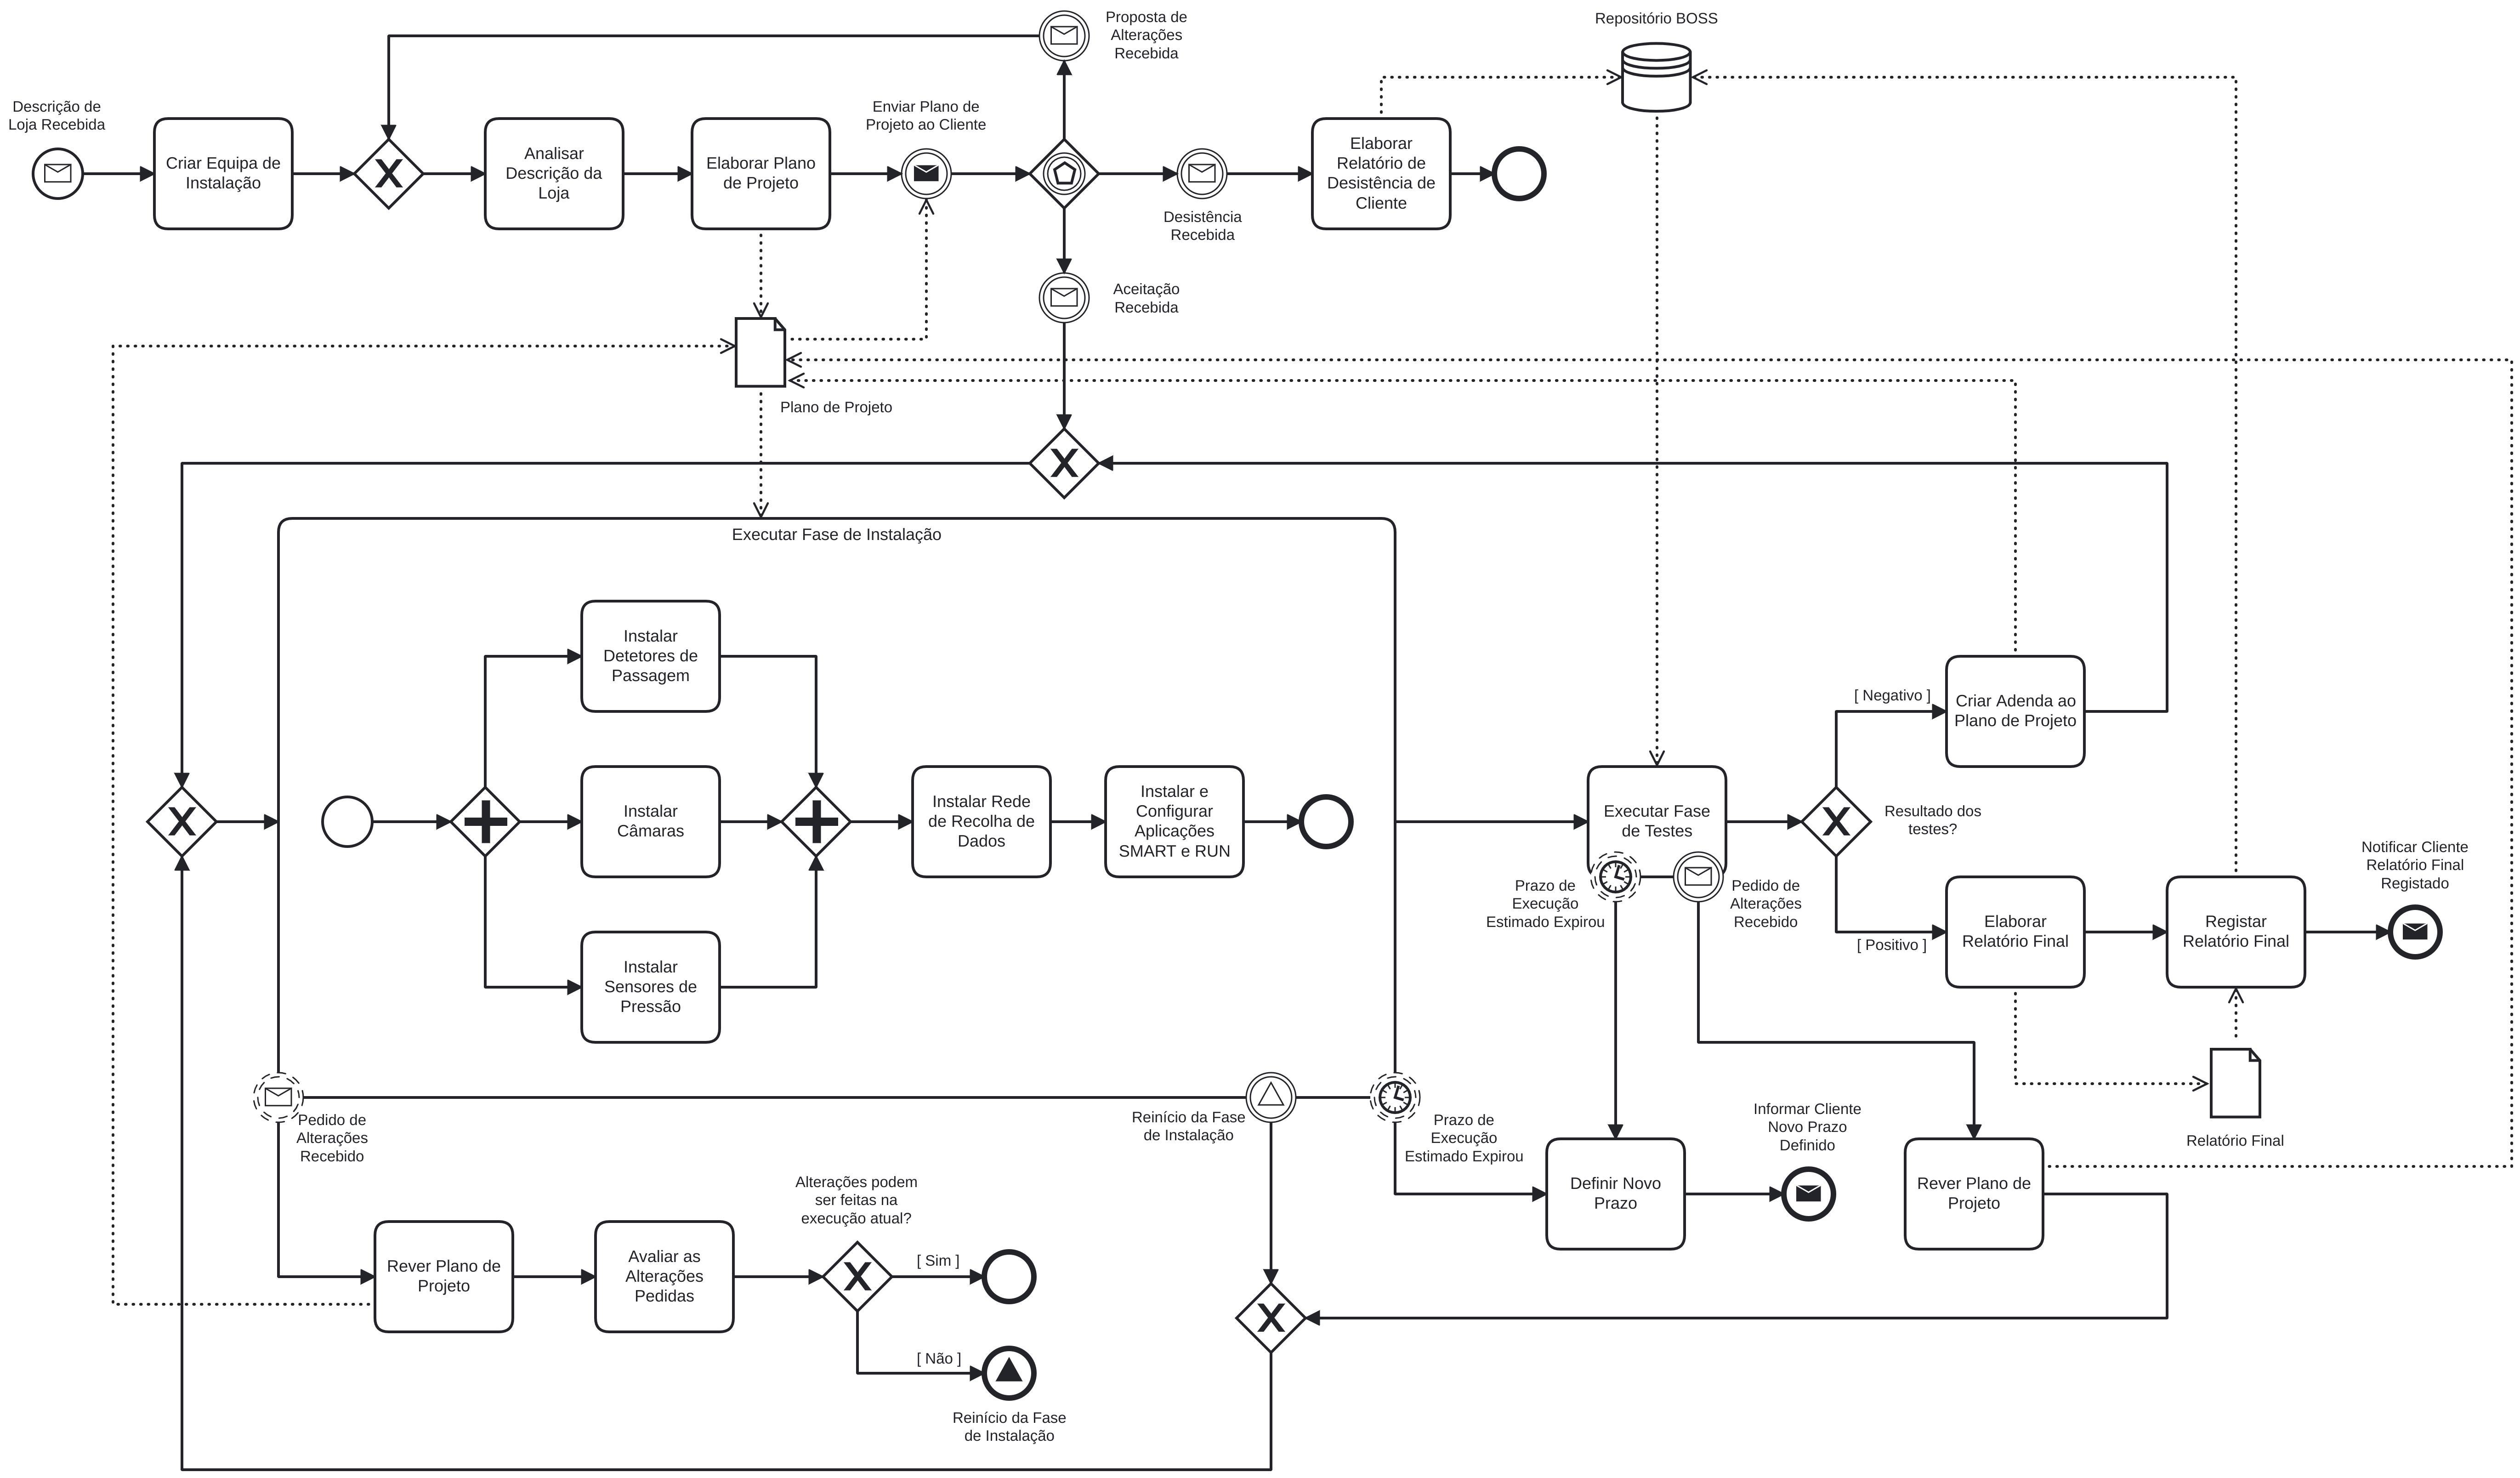 Proposta de
Alterações
Recebida
Repositório BOSS
Descrição de
Loja Recebida
Enviar Plano de
Projeto ao Cliente
Criar Equipa de
Instalação
X
Analisar
Descrição da
Loja
Elaborar Plano
de Projeto
Elaborar
Relatório de
Desistência de
Cliente
Desistência
Recebida
Aceitação
Recebida
Plano de Projeto
X
Executar Fase de Instalação
Instalar
Detetores de
Passagem
[ Negativo ]
Criar Adenda ao
Plano de Projeto
X
Instalar
Câmaras
Instalar Rede
de Recolha de
Dados
Instalar e
Configurar
Aplicações
SMART e RUN
Executar Fase
de Testes
X
Resultado dos
testes?
Notificar Cliente
Relatório Final
Registado
Prazo de
Execução
Estimado Expirou
Pedido de
Alterações
Recebido
[ Positivo ]
Elaborar
Relatório Final
Registar
Relatório Final
Instalar
Sensores de
Pressão
Pedido de
Alterações
Recebido
Reinício da Fase
de Instalação
Prazo de
Execução
Estimado Expirou
Informar Cliente
Novo Prazo
Definido
Relatório Final
Definir Novo
Prazo
Rever Plano de
Projeto
Alterações podem
ser feitas na
execução atual?
Rever Plano de
Projeto
Avaliar as
Alterações
Pedidas
X
[ Sim ]
X
[ Não ]
Reinício da Fase
de Instalação